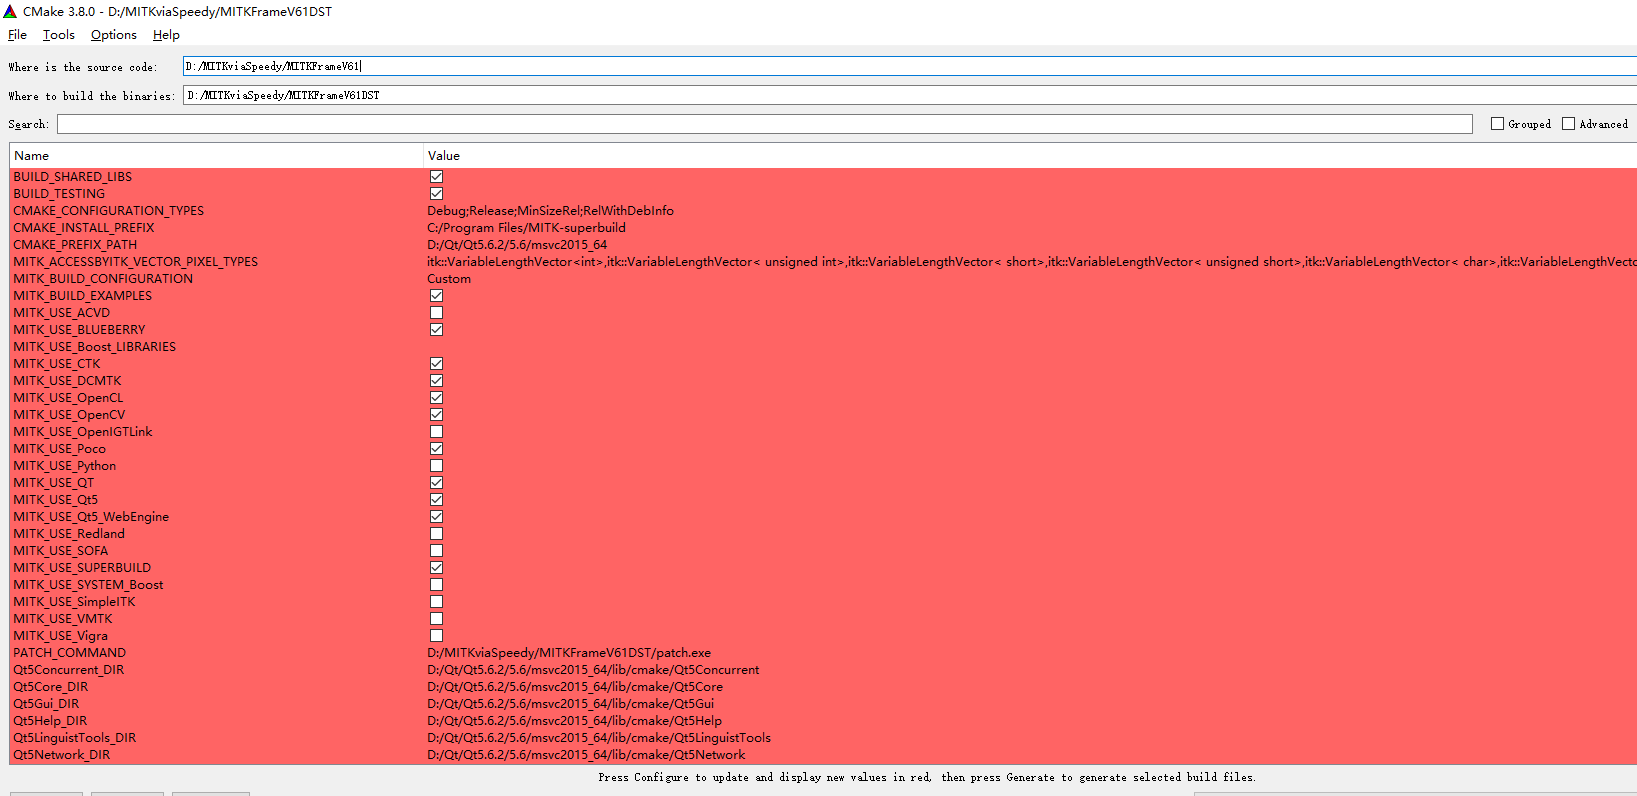 CMake 3.8.0 - D:/MITKviaSpeedy/MITKFrameV61DST
File Tools Options Help
Where is the source code: D:/MITKviaSpeedy/MITKFrameV61
Where to build the binaries: D:/MITKviaSpeedy/MITKFrameV61DST
Search: Grouped Advanced
Name Value
BUILD_SHARED_LIBS
BUILD_TESTING
CMAKE_CONFIGURATION_TYPES Debug;Release;MinSizeRel;RelWithDebInfo
CMAKE_INSTALL_PREFIX C:/Program Files/MITK-superbuild
CMAKE_PREFIX_PATH D:/Qt/Qt5.6.2/5.6/msvc2015_64
MITK_ACCESSBYITK_VECTOR_PIXEL_TYPES itk::VariableLengthVector<int>,itk::VariableLengthVector< unsigned int>,itk::VariableLengthVector< short>,itk::VariableLengthVector< unsigned short>,itk::VariableLengthVector< char>,itk::VariableLengthVecto
MITK_BUILD_CONFIGURATION Custom
MITK_BUILD_EXAMPLES
MITK_USE_ACVD
MITK_USE_BLUEBERRY
MITK_USE_Boost_LIBRARIES
MITK_USE_CTK
MITK_USE_DCMTK
MITK_USE_OpenCL
MITK_USE_OpenCV
MITK_USE_OpenIGTLink
MITK_USE_Poco
MITK_USE_Python
MITK_USE_QT
MITK_USE_Qt5
MITK_USE_Qt5_WebEngine
MITK_USE_Redland
MITK_USE_SOFA
MITK_USE_SUPERBUILD
MITK_USE_SYSTEM_Boost
MITK_USE_SimpleITK
MITK_USE_VMTK
MITK_USE_Vigra
PATCH_COMMAND D:/MITKviaSpeedy/MITKFrameV61DST/patch.exe
Qt5Concurrent_DIR D:/Qt/Qt5.6.2/5.6/msvc2015_64/lib/cmake/Qt5Concurrent
Qt5Core_DIR D:/Qt/Qt5.6.2/5.6/msvc2015_64/lib/cmake/Qt5Core
Qt5Gui_DIR D:/Qt/Qt5.6.2/5.6/msvc2015_64/lib/cmake/Qt5Gui
Qt5Help_DIR D:/Qt/Qt5.6.2/5.6/msvc2015_64/lib/cmake/Qt5Help
Qt5LinguistTools_DIR D:/Qt/Qt5.6.2/5.6/msvc2015_64/lib/cmake/Qt5LinguistTools
Qt5Network_DIR D:/Qt/Qt5.6.2/5.6/msvc2015_64/lib/cmake/Qt5Network
Press Configure to update and display new values in red, then press Generate to generate selected build files.